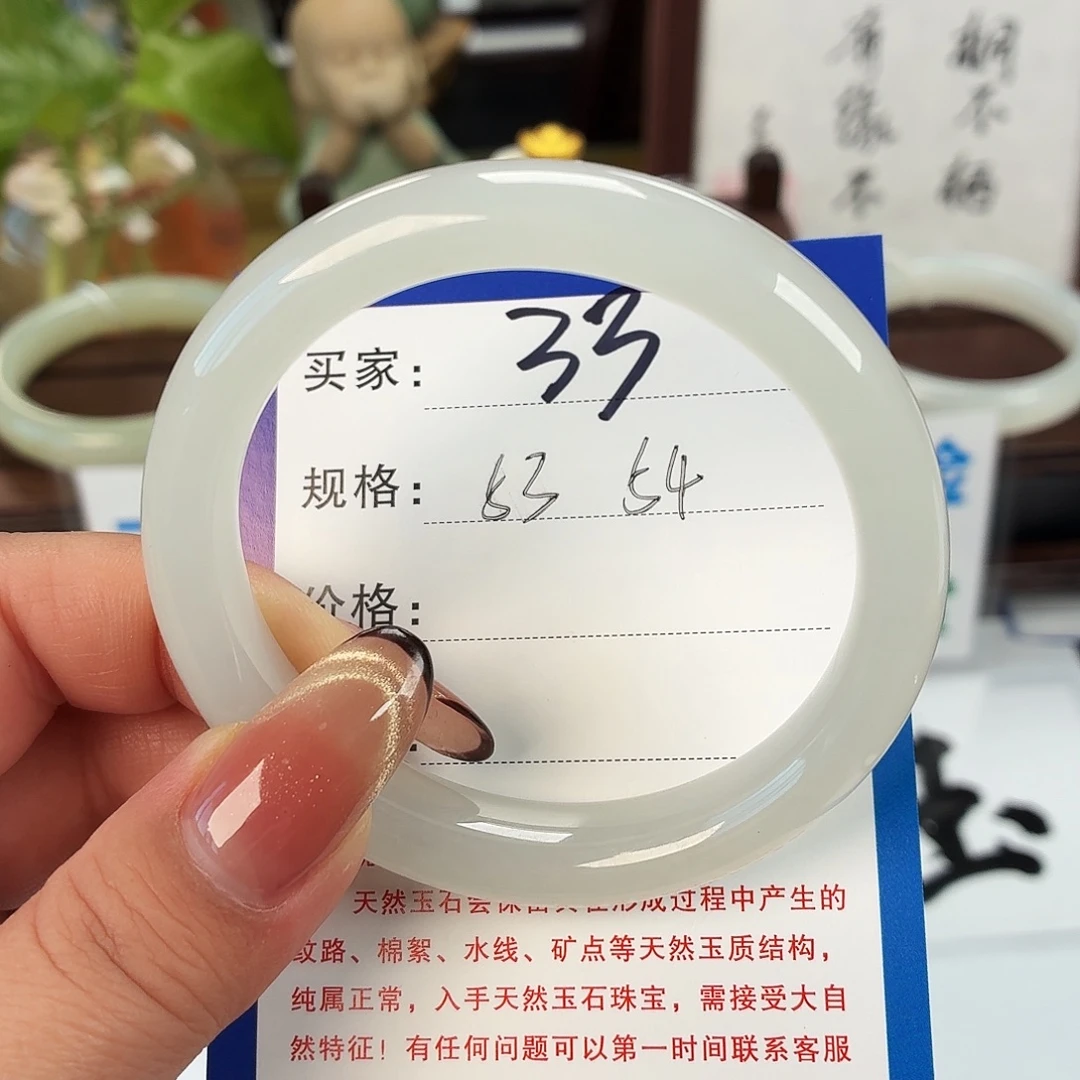 买家： 33
规格： 53 54
价格：
天然玉石会保留其在形成过程中产生的
纹路、棉絮、水线、矿点等天然玉质结构，
纯属正常，入手天然玉石珠宝，需接受大自
然特征！有任何问题可以第一时间联系客服